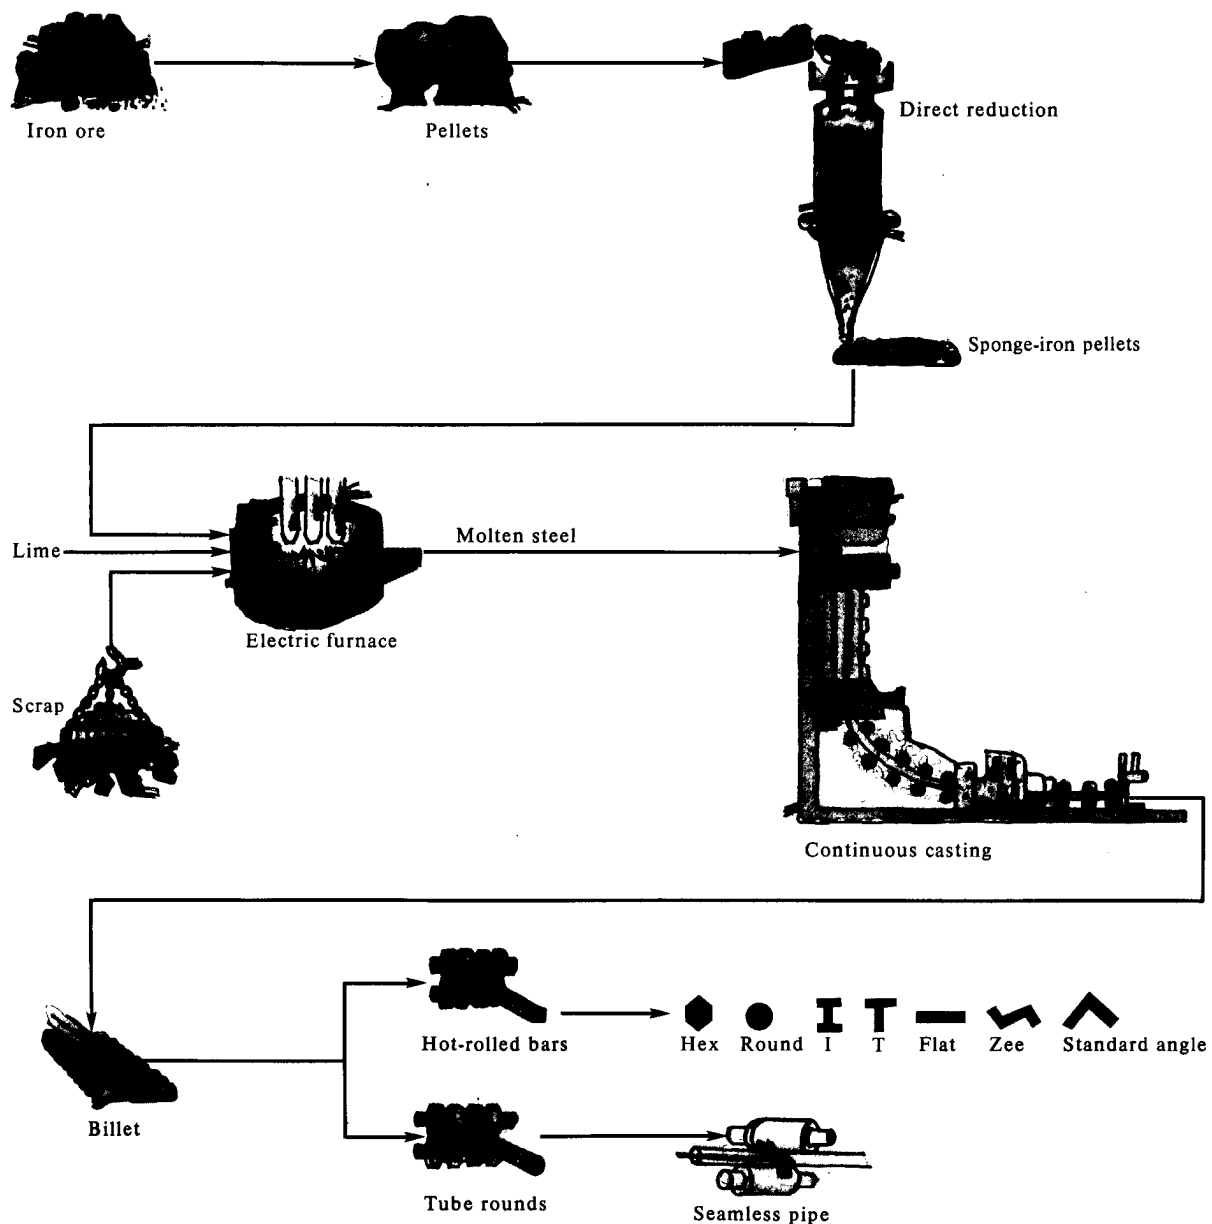 Iron ore
Pellets
Direct reduction
Sponge-iron pellets
Lime
Molten steel
Electric furnace
Scrap
Continuous casting
Hot-rolled bars
Hex
Round
I
T
Flat
Zee
Standard angle
Billet
Tube rounds
Seamless pipe